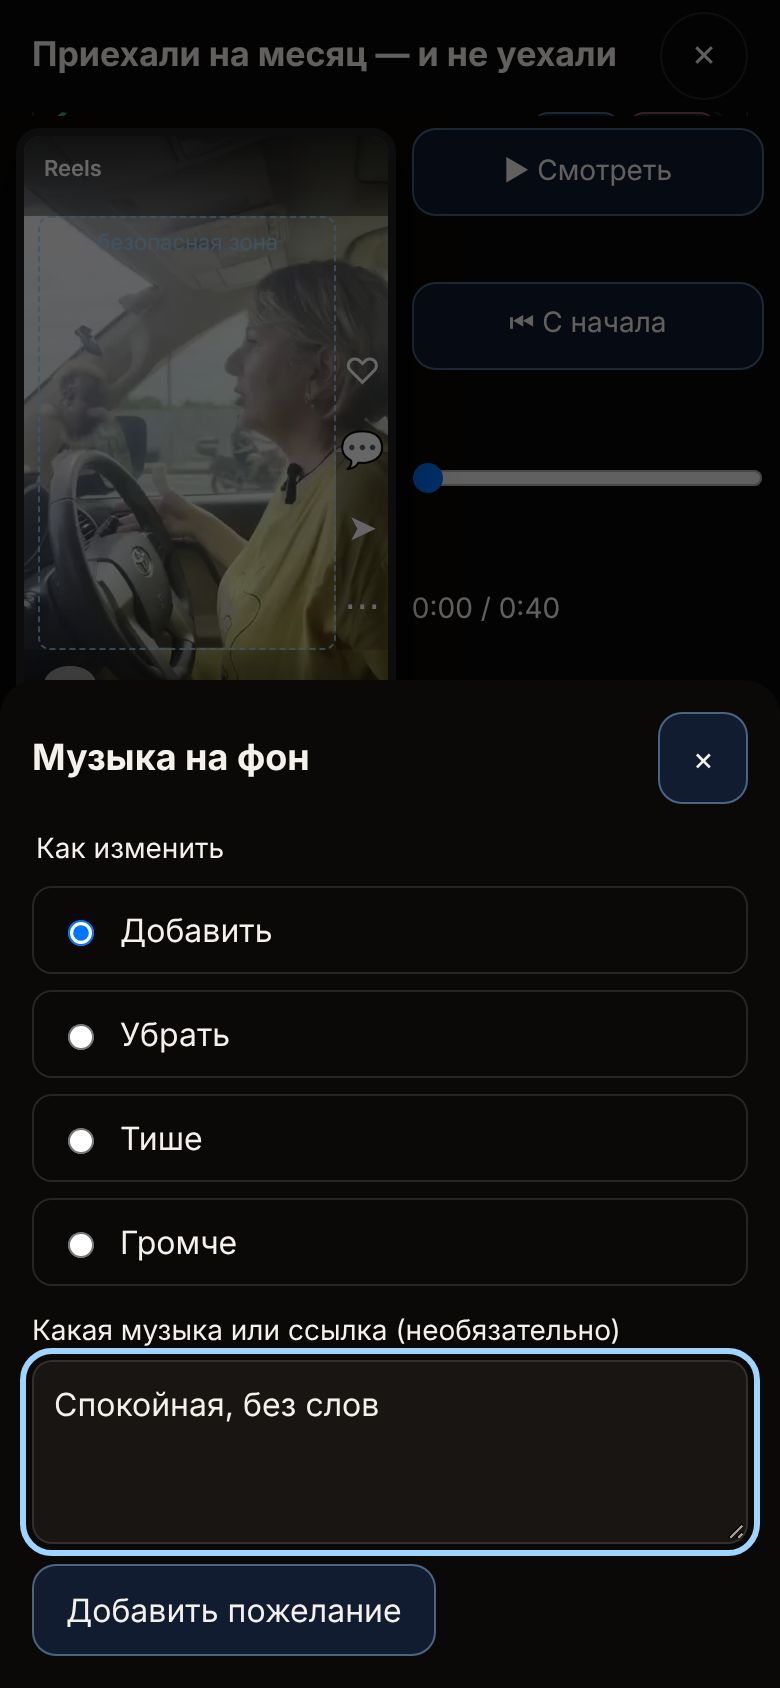 Приехали на месяц — и не уехали
×
Reels
безопасная зона
▶ Смотреть
⏮ С начала
0:00 / 0:40
Музыка на фон
×
Как изменить
Добавить
Убрать
Тише
Громче
Какая музыка или ссылка (необязательно)
Спокойная, без слов
Добавить пожелание